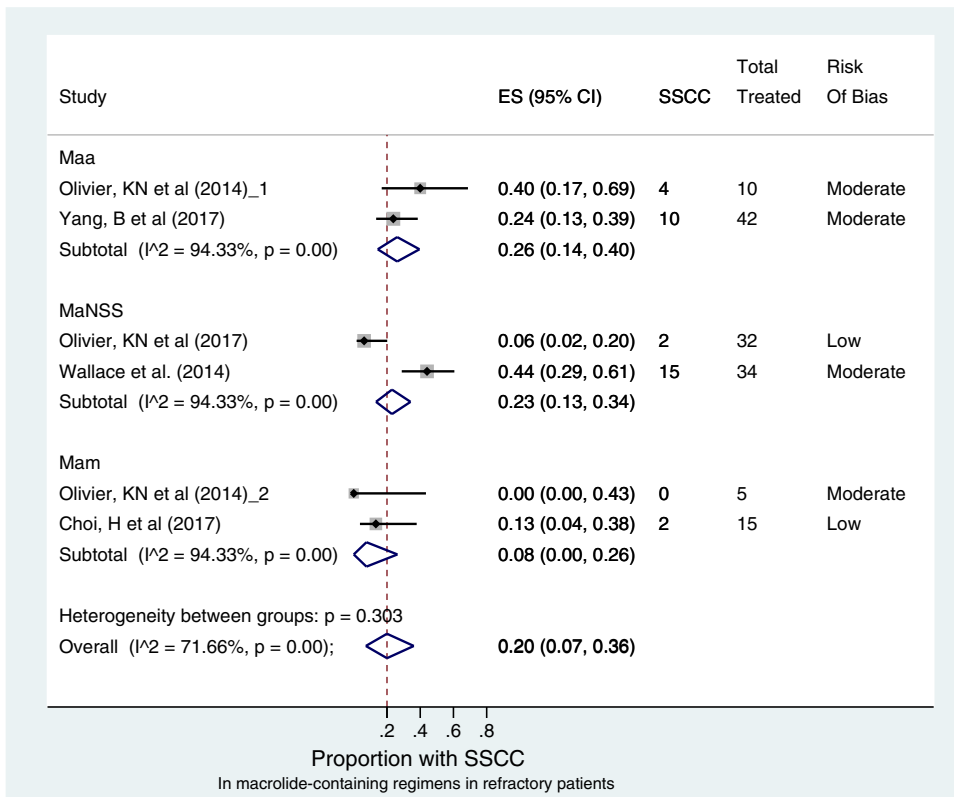 Total Risk
Study ES (95% CI) SSCC Treated Of Bias
Maa
Olivier, KN et al (2014)_1 0.40 (0.17, 0.69) 4 10 Moderate
Yang, B et al (2017) 0.24 (0.13, 0.39) 10 42 Moderate
Subtotal (I^2 = 94.33%, p = 0.00) 0.26 (0.14, 0.40)
MaNSS
Olivier, KN et al (2017) 0.06 (0.02, 0.20) 2 32 Low
Wallace et al. (2014) 0.44 (0.29, 0.61) 15 34 Moderate
Subtotal (I^2 = 94.33%, p = 0.00) 0.23 (0.13, 0.34)
Mam
Olivier, KN et al (2014)_2 0.00 (0.00, 0.43) 0 5 Moderate
Choi, H et al (2017) 0.13 (0.04, 0.38) 2 15 Low
Subtotal (I^2 = 94.33%, p = 0.00) 0.08 (0.00, 0.26)
Heterogeneity between groups: p = 0.303
Overall (I^2 = 71.66%, p = 0.00); 0.20 (0.07, 0.36)
.2 .4 .6 .8
Proportion with SSCC
In macrolide-containing regimens in refractory patients